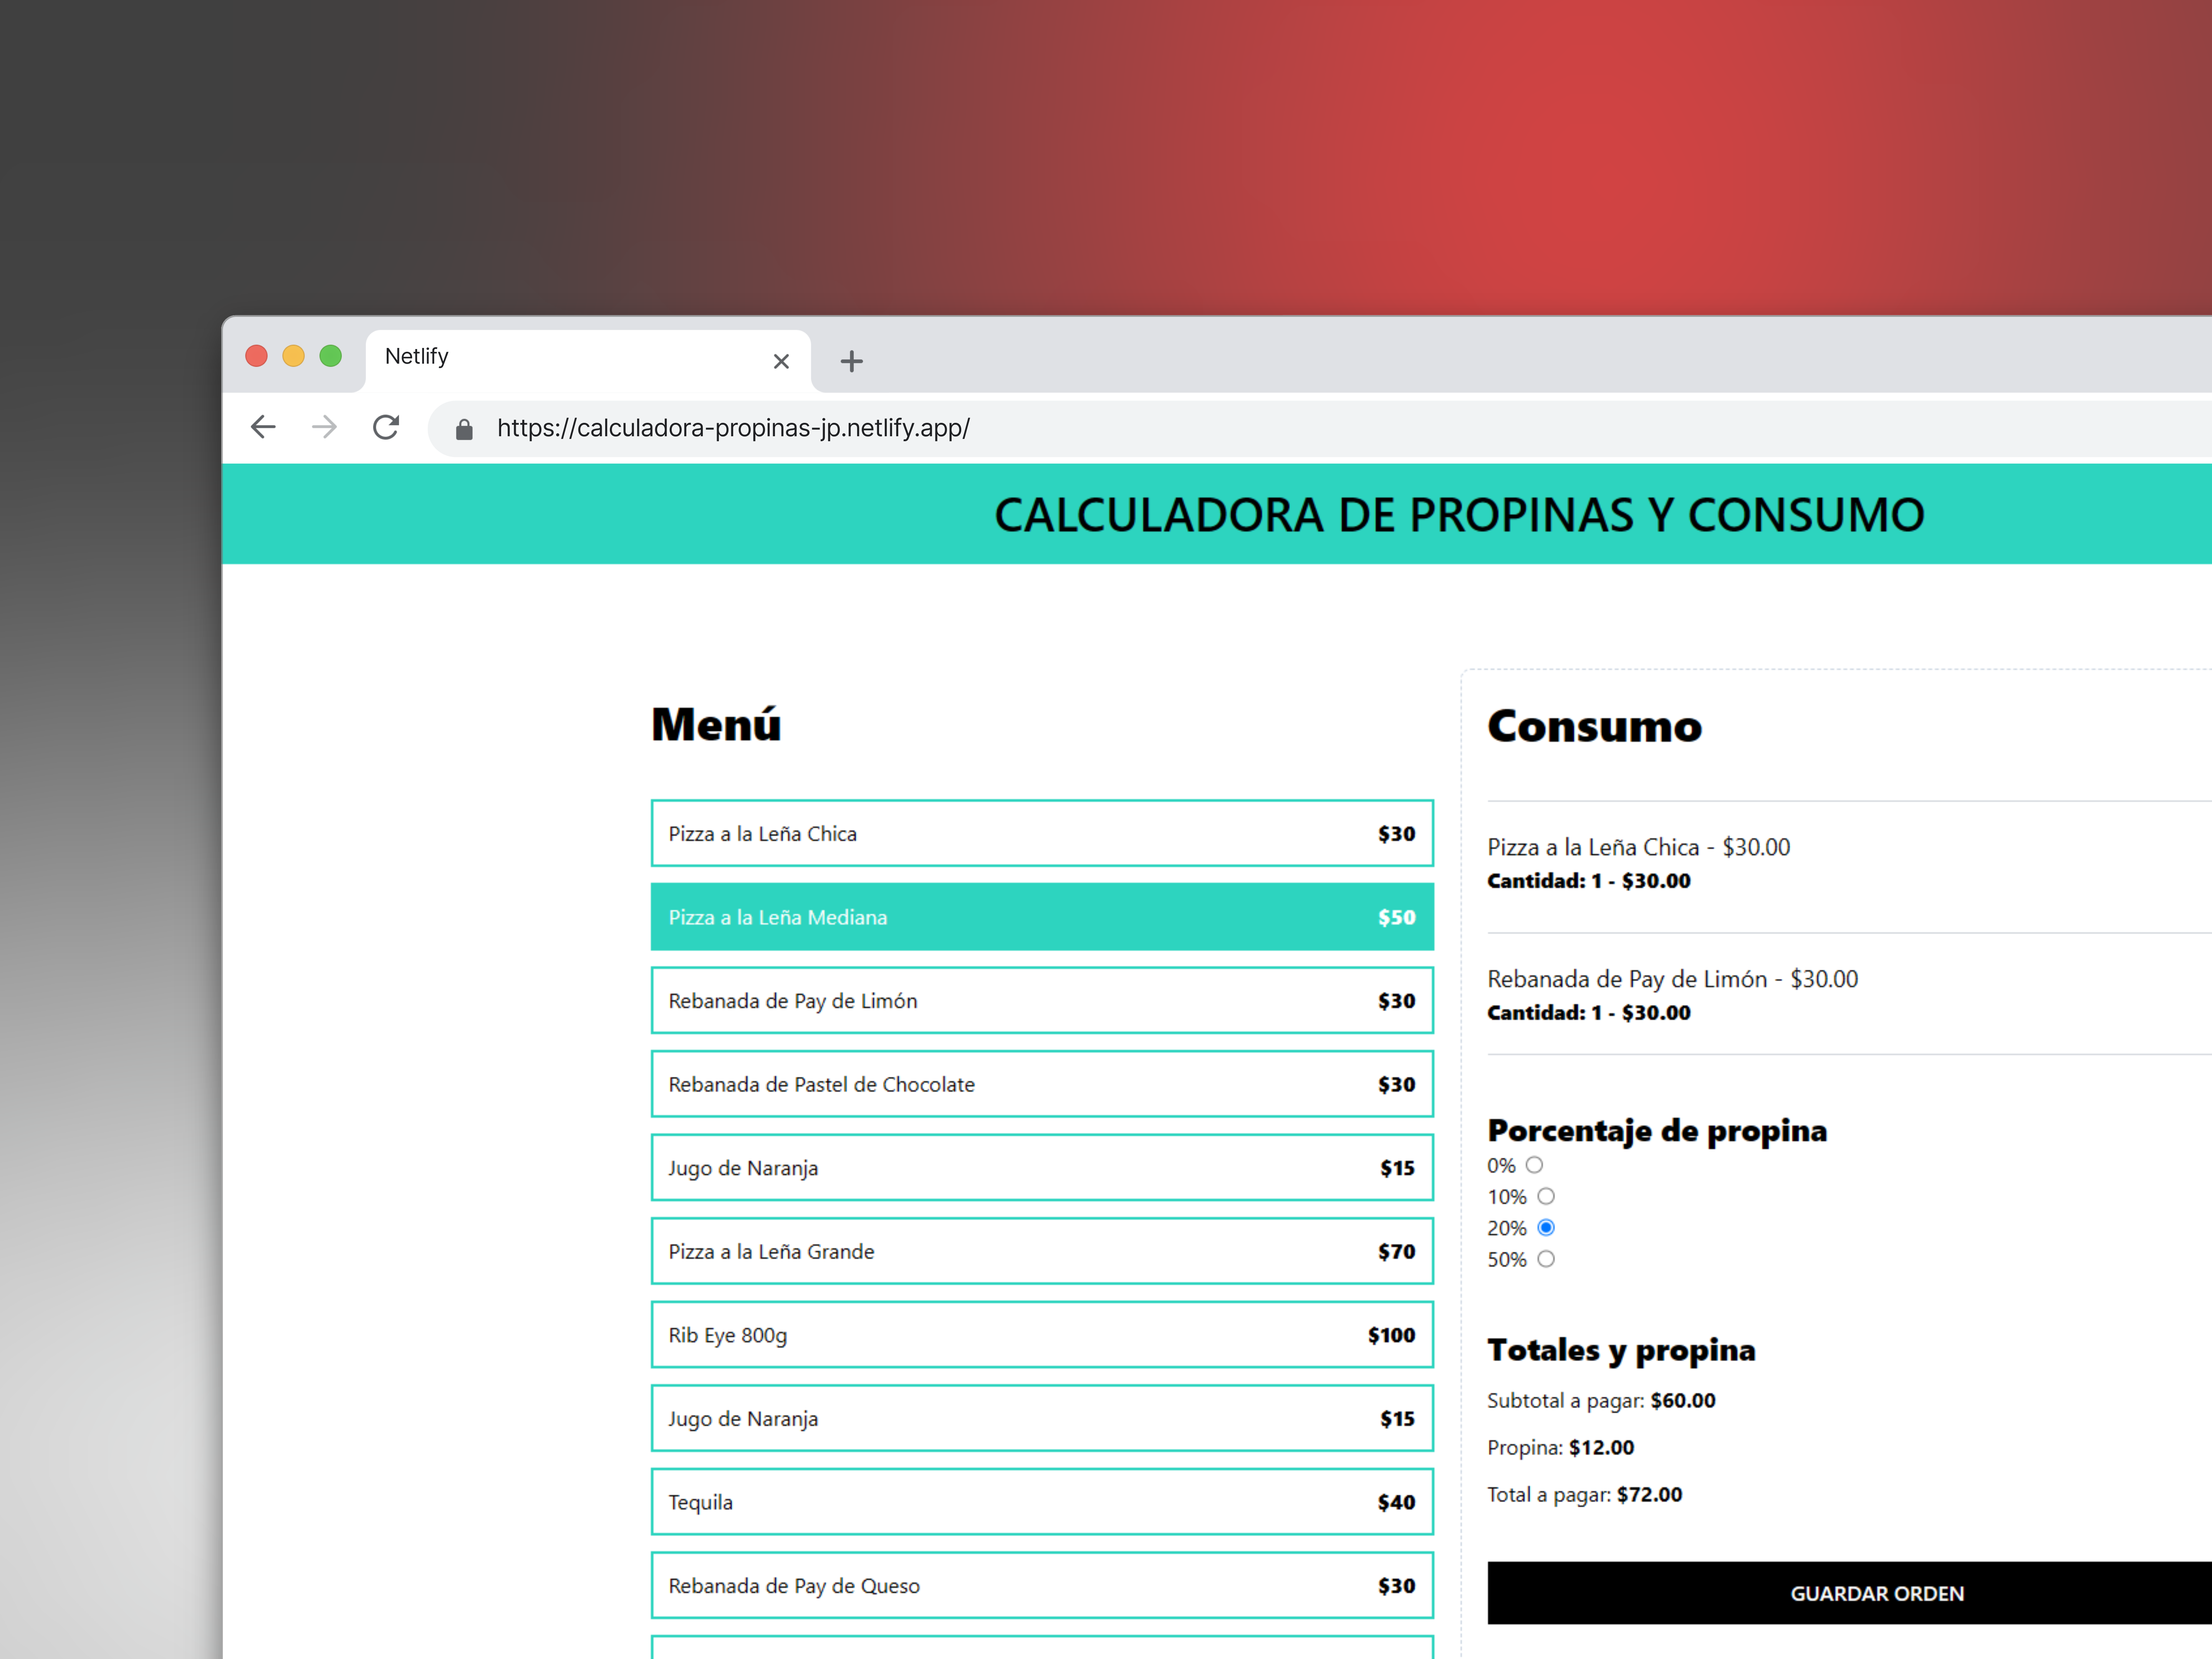 Netlify
https://calculadora-propinas-jp.netlify.app/
CALCULADORA DE PROPINAS Y CONSUMO
Menú
Pizza a la Leña Chica $30
Pizza a la Leña Mediana $50
Rebanada de Pay de Limón $30
Rebanada de Pastel de Chocolate $30
Jugo de Naranja $15
Pizza a la Leña Grande $70
Rib Eye 800g $100
Jugo de Naranja $15
Tequila $40
Rebanada de Pay de Queso $30
Consumo
Pizza a la Leña Chica - $30.00
Cantidad: 1 - $30.00
Rebanada de Pay de Limón - $30.00
Cantidad: 1 - $30.00
Porcentaje de propina
0%
10%
20%
50%
Totales y propina
Subtotal a pagar: $60.00
Propina: $12.00
Total a pagar: $72.00
GUARDAR ORDEN